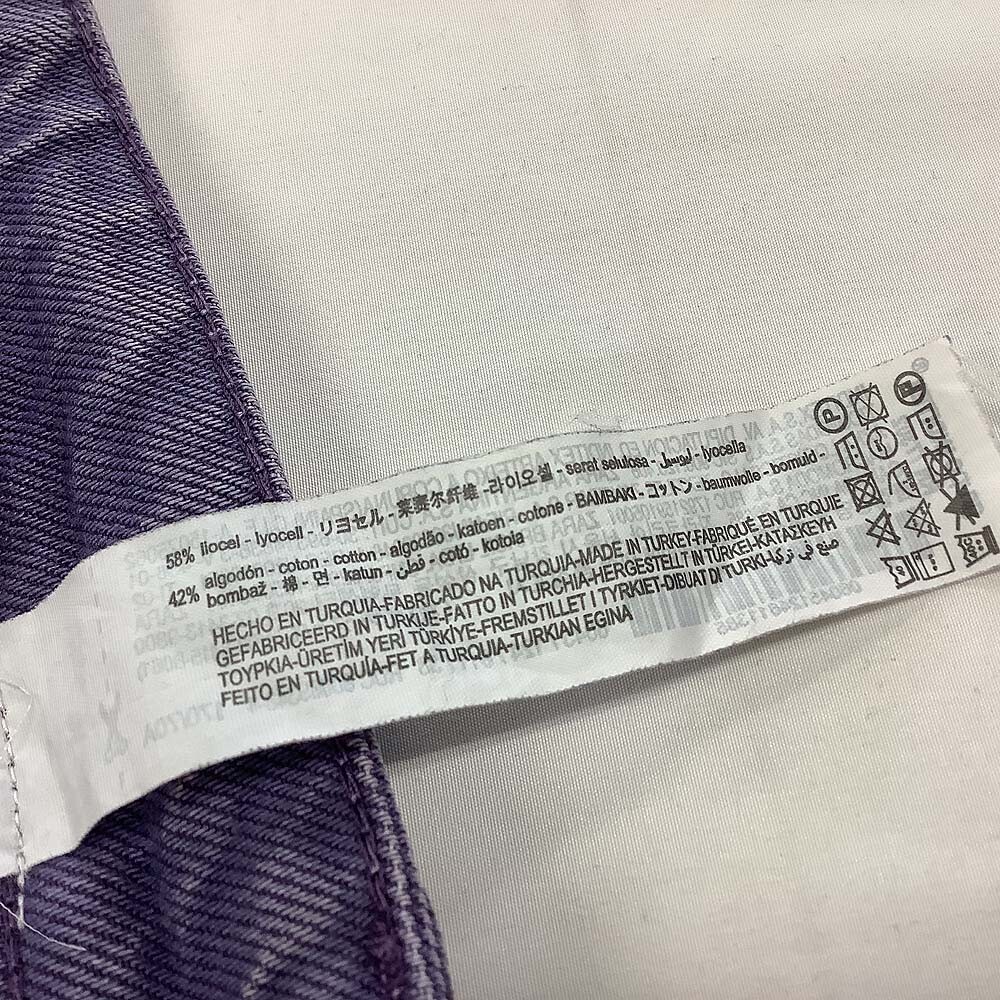 58% liocel - lyocell - リヨセル - 莱赛尔纤维 - 라이오셀 - serat selulosa - ليوسل - lyocella
42% algodón - coton - cotton - algodão - katoen - cotone - BAMBAKI - コットン - baumwolle - bomuld -
bombaž - 棉 - 면 - katun - قطن - cotó - kotoia
HECHO EN TURQUIA-FABRICADO NA TURQUIA-MADE IN TURKEY-FABRIQUÉ EN TURQUIE
GEFABRICEERD IN TURKIJE-FATTO IN TURCHIA-HERGESTELLT IN TÜRKEI-ΚΑΤΑΣΚΕΥΗ
ΤΟΥΡΚΙΑ-ÜRETİM YERİ TÜRKİYE-FREMSTILLET I TYRKIET-DIBUAT DI TURKI-صنع في تركيا
FEITO EN TURQUÍA-FET A TURQUIA-TURKIAN EGINA
P